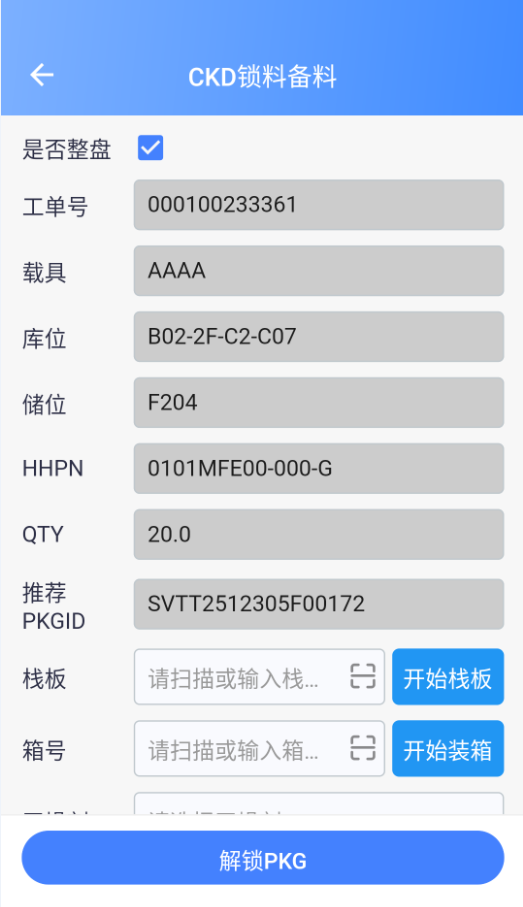 CKD锁料备料
是否整盘
工单号 000100233361
载具 AAAA
库位 B02-2F-C2-C07
储位 F204
HHPN 0101MFE00-000-G
QTY 20.0
推荐
PKGID SVTT2512305F00172
栈板 请扫描或输入栈... 开始栈板
箱号 请扫描或输入箱... 开始装箱
解锁PKG